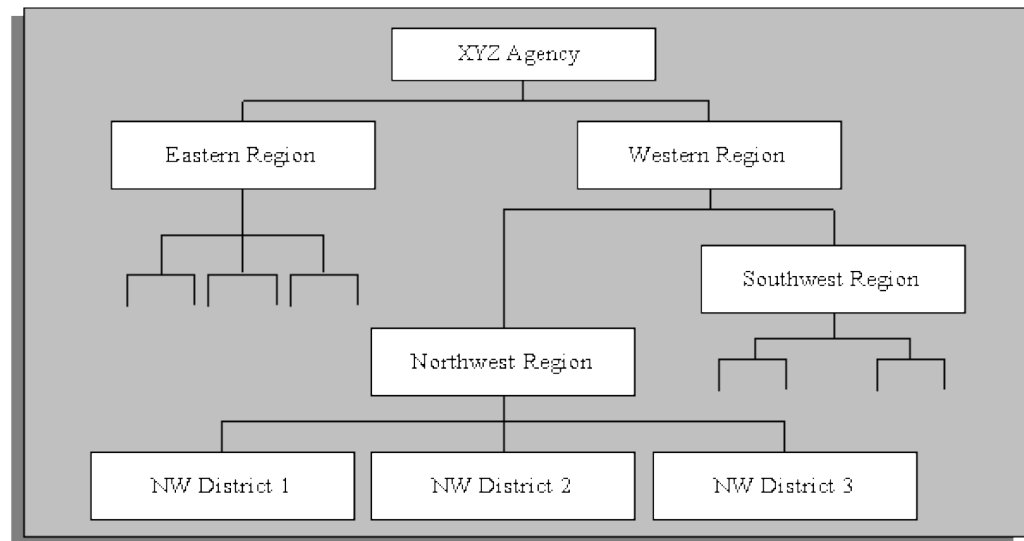 XYZ Agency
Eastern Region
Western Region
Southwest Region
Northwest Region
NW District 1
NW District 2
NW District 3